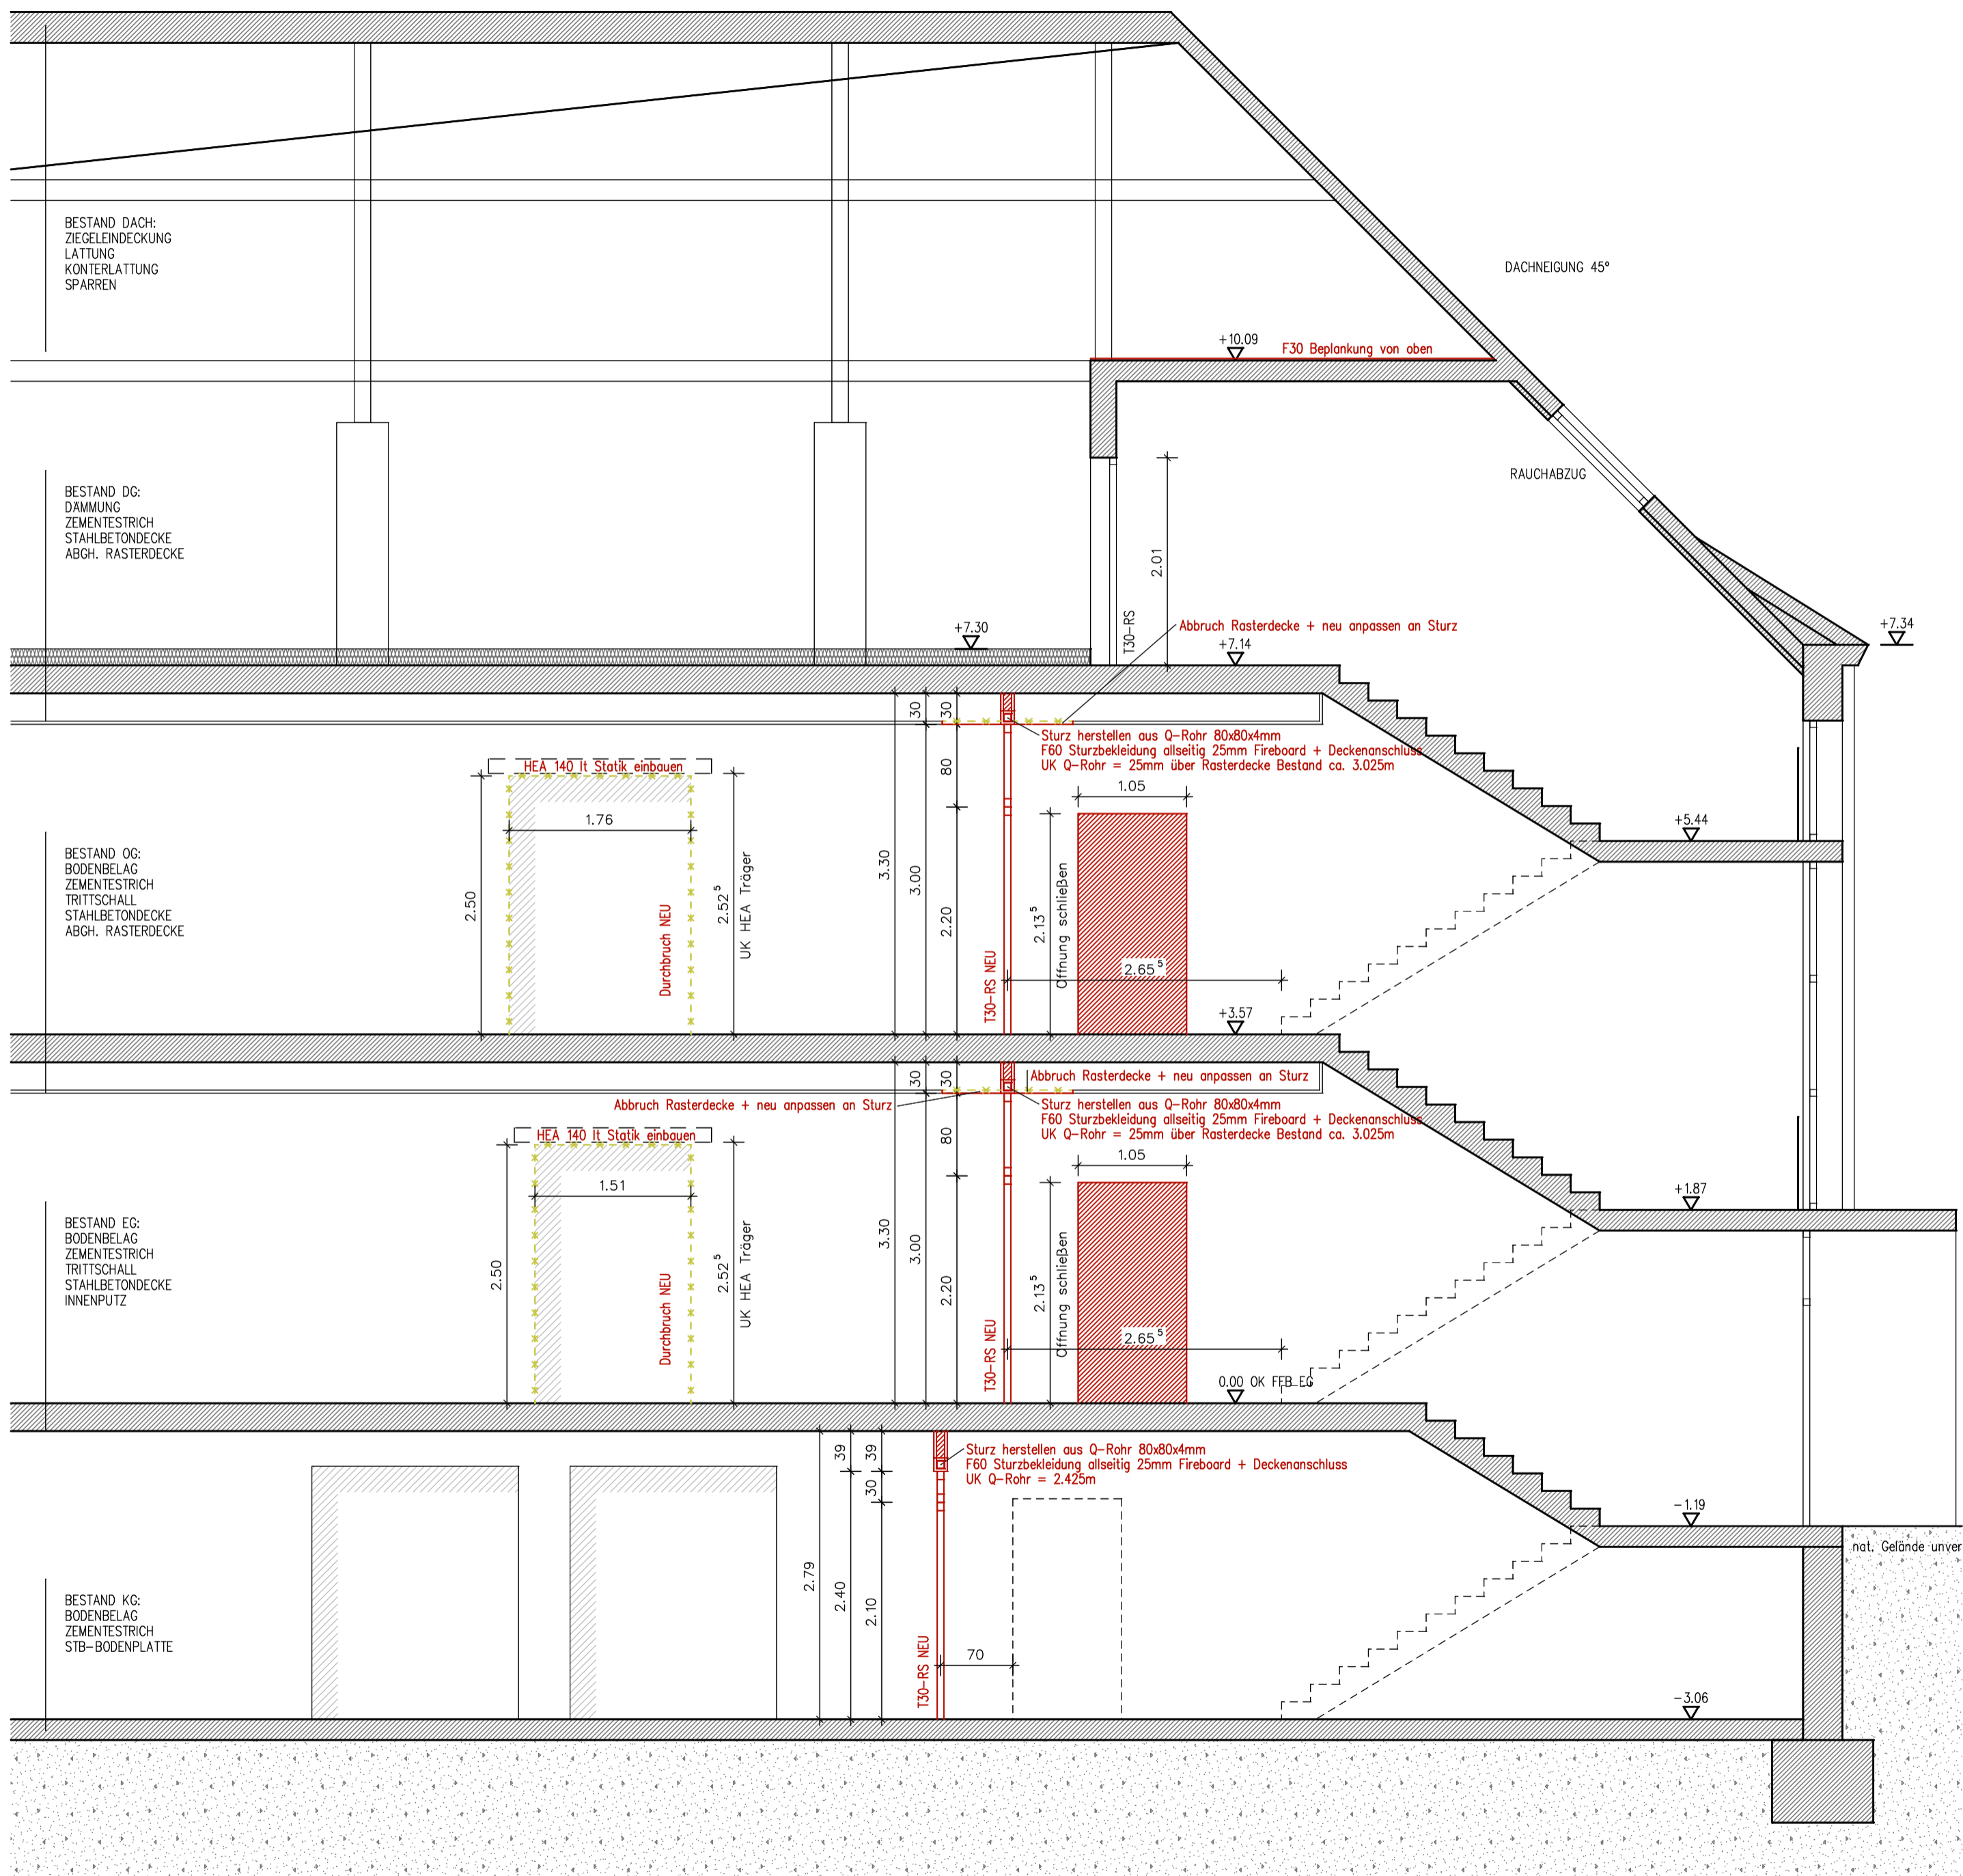 BESTAND DACH:
ZIEGELEINDECKUNG
LATTUNG
KONTERLATTUNG
SPARREN
DACHNEIGUNG 45°
+10.09
F30 Beplankung von oben
RAUCHABZUG
BESTAND DG:
DÄMMUNG
ZEMENTESTRICH
STAHLBETONDECKE
ABGH. RASTERDECKE
2.01
T30-RS
+7.30
+7.14
+7.34
Abbruch Rasterdecke + neu anpassen an Sturz
30
30
Sturz herstellen aus Q-Rohr 80x80x4mm
F60 Sturzbekleidung allseitig 25mm Fireboard + Deckenanschluss
UK Q-Rohr = 25mm über Rasterdecke Bestand ca. 3.025m
HEA 140 lt Statik einbauen
80
1.05
1.76
+5.44
BESTAND OG:
BODENBELAG
ZEMENTESTRICH
TRITTSCHALL
STAHLBETONDECKE
ABGH. RASTERDECKE
2.50
Durchbruch NEU
2.52⁵
UK HEA Träger
3.30
3.00
2.20
T30-RS NEU
2.13⁵
Öffnung schließen
2.65⁵
+3.57
30
30
Abbruch Rasterdecke + neu anpassen an Sturz
Abbruch Rasterdecke + neu anpassen an Sturz
Sturz herstellen aus Q-Rohr 80x80x4mm
F60 Sturzbekleidung allseitig 25mm Fireboard + Deckenanschluss
UK Q-Rohr = 25mm über Rasterdecke Bestand ca. 3.025m
HEA 140 lt Statik einbauen
80
1.05
1.51
+1.87
BESTAND EG:
BODENBELAG
ZEMENTESTRICH
TRITTSCHALL
STAHLBETONDECKE
INNENPUTZ
2.50
Durchbruch NEU
2.52⁵
UK HEA Träger
3.30
3.00
2.20
T30-RS NEU
2.13⁵
Öffnung schließen
2.65⁵
0.00 OK FFB EG
39
39
30
Sturz herstellen aus Q-Rohr 80x80x4mm
F60 Sturzbekleidung allseitig 25mm Fireboard + Deckenanschluss
UK Q-Rohr = 2.425m
-1.19
nat. Gelände unver
BESTAND KG:
BODENBELAG
ZEMENTESTRICH
STB-BODENPLATTE
2.79
2.40
2.10
T30-RS NEU
70
-3.06